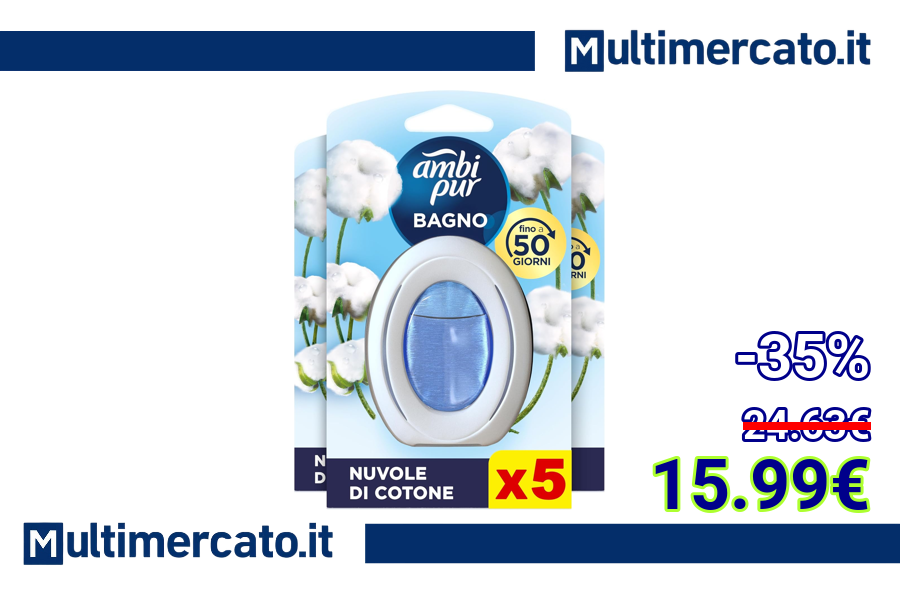 Multimercato.it
ambi
pur
BAGNO
fino a
50
GIORNI
-35%
24.63€
15.99€
NUVOLE
DI COTONE
x5
Multimercato.it